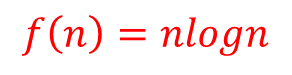 f(n) = nlogn